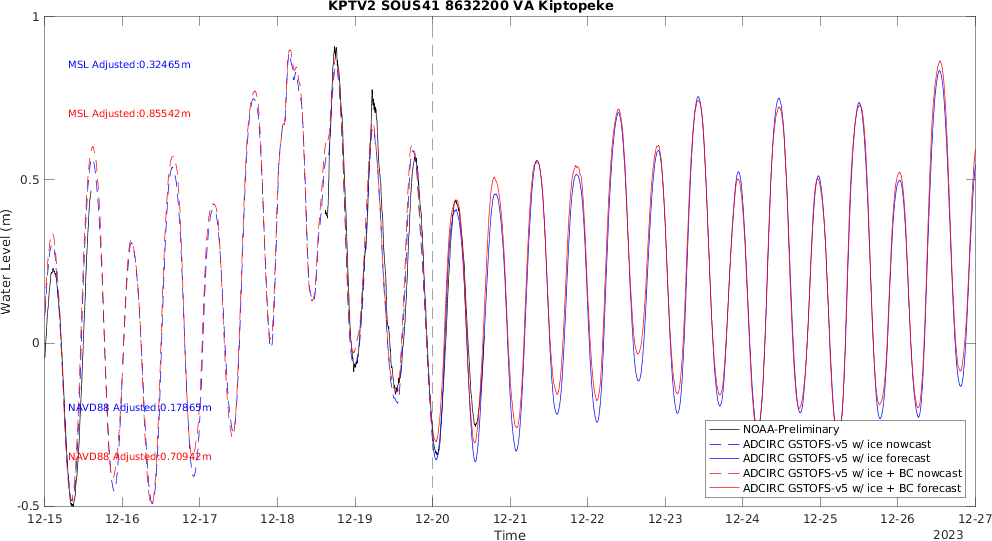 KPTV2 SOUS41 8632200 VA Kiptopeke
1
MSL Adjusted:0.32465m
MSL Adjusted:0.85542m
0.5
Water Level (m)
0
NAVD88 Adjusted:0.17865m
NAVD88 Adjusted:0.70942m
NOAA-Preliminary
ADCIRC GSTOFS-v5 w/ ice nowcast
ADCIRC GSTOFS-v5 w/ ice forecast
ADCIRC GSTOFS-v5 w/ ice + BC nowcast
ADCIRC GSTOFS-v5 w/ ice + BC forecast
-0.5
12-15 12-16 12-17 12-18 12-19 12-20 12-21 12-22 12-23 12-24 12-25 12-26 12-27
Time
2023